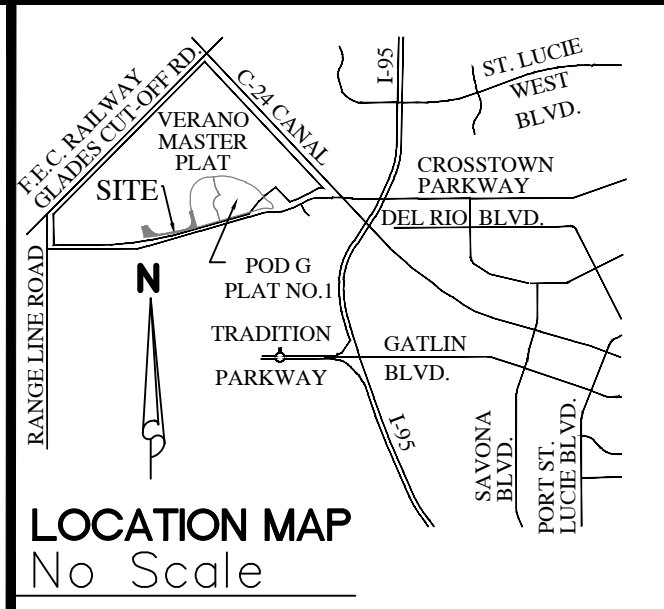 F.E.C. RAILWAY
GLADES CUT-OFF RD.
C-24 CANAL
I-95
ST. LUCIE
WEST
BLVD.
VERANO
MASTER
PLAT
SITE
CROSSTOWN
PARKWAY
DEL RIO BLVD.
POD G
PLAT NO.1
N
RANGE LINE ROAD
TRADITION
PARKWAY
GATLIN
BLVD.
I-95
SAVONA
BLVD.
PORT ST.
LUCIE BLVD.
LOCATION MAP
No Scale